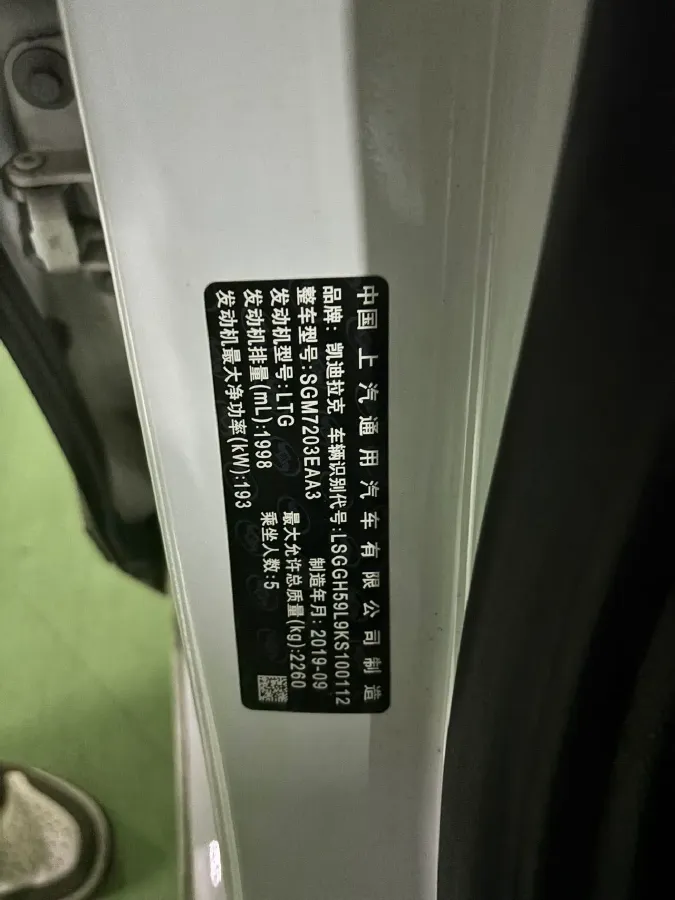 中国 上汽通用汽车有限公司制造
品牌: 凯迪拉克 车辆识别代号:LSGGH59L9KS100112
整车型号:SGM7203EAA3 制造年月: 2019-09
发动机型号:LTG 最大允许总质量(kg):2260
发动机排量(mL):1998 乘坐人数:5
发动机最大净功率(kW):193